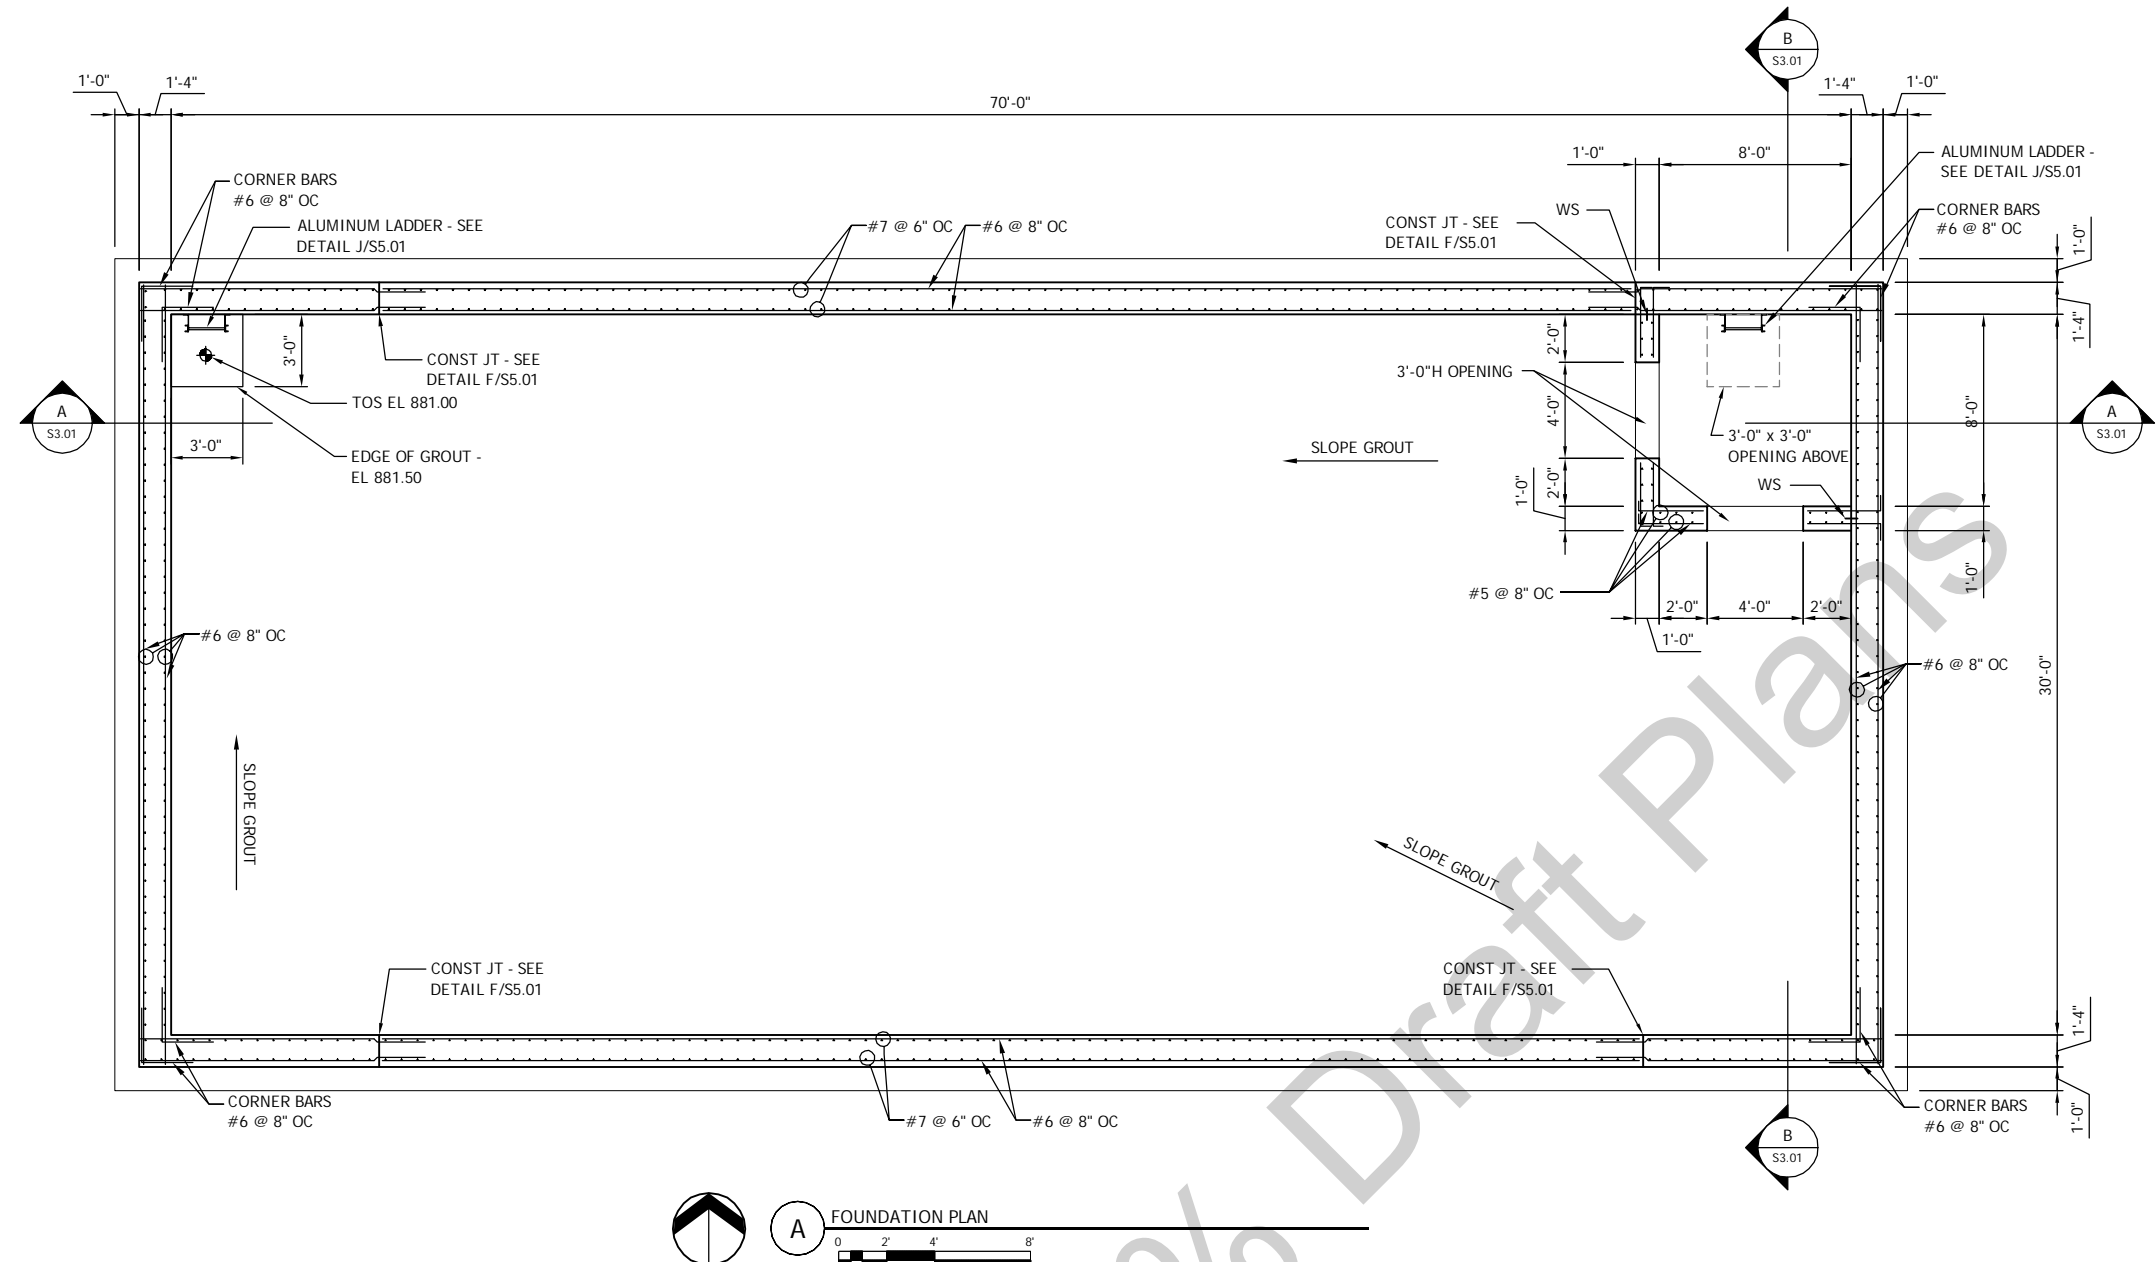 B
S3.01
1'-0"
1'-4"
70'-0"
1'-4"
1'-0"
1'-0"
8'-0"
ALUMINUM LADDER -
SEE DETAIL J/S5.01
CORNER BARS
#6 @ 8" OC
ALUMINUM LADDER - SEE
DETAIL J/S5.01
#7 @ 6" OC
#6 @ 8" OC
CONST JT - SEE
DETAIL F/S5.01
WS
CORNER BARS
#6 @ 8" OC
1'-0"
1'-4"
3'-0"
CONST JT - SEE
DETAIL F/S5.01
TOS EL 881.00
EDGE OF GROUT -
EL 881.50
3'-0"
A
S3.01
2'-0"
4'-0"
2'-0"
1'-0"
3'-0"H OPENING
3'-0" x 3'-0"
OPENING ABOVE
WS
8'-0"
1'-0"
A
S3.01
SLOPE GROUT
#5 @ 8" OC
2'-0"
4'-0"
2'-0"
1'-0"
#6 @ 8" OC
#6 @ 8" OC
30'-0"
SLOPE GROUT
SLOPE GROUT
CONST JT - SEE
DETAIL F/S5.01
CONST JT - SEE
DETAIL F/S5.01
1'-4"
1'-0"
CORNER BARS
#6 @ 8" OC
#7 @ 6" OC
#6 @ 8" OC
CORNER BARS
#6 @ 8" OC
B
S3.01
A
FOUNDATION PLAN
0 2' 4' 8'
% Draft Plans